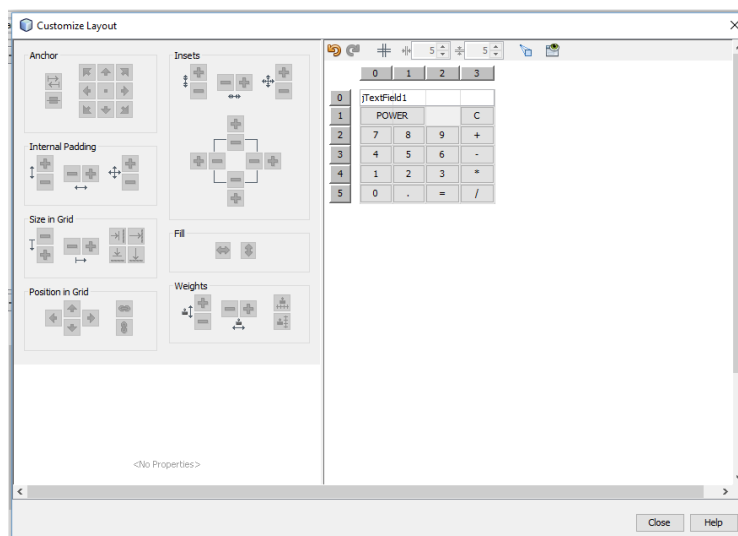 Customize Layout
Anchor
Insets
Internal Padding
Size in Grid
Fill
Position in Grid
Weights
<No Properties>
5 5
0 1 2 3
0 jTextField1
1 POWER C
2 7 8 9 +
3 4 5 6 -
4 1 2 3 *
5 0 . = /
Close Help